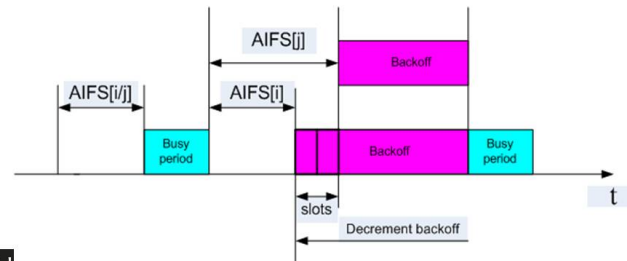 AIFS[j]
Backoff
AIFS[i/j]
AIFS[i]
Busy
period
Backoff
Busy
period
t
slots
Decrement backoff